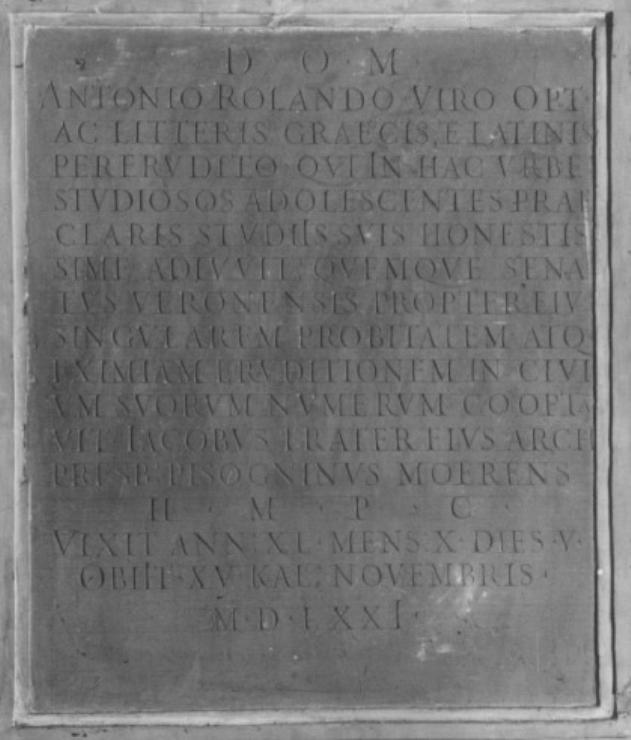 D · O · M
ANTONIO ROLANDO VIRO OPT·
AC LITTERIS GRAECIS, E LATINIS
PERERVDITO QVI IN HAC VRBE
STVDIOSOS ADOLESCENTES PRAE
CLARIS STVDIIS SVIS HONESTIS
SIME ADIVVIT QVEMQVE SENA
TVS VERONENSIS PROPTER EIV
SINGVLAREM PROBITATEM ATQ
EXIMIAM ERVDITIONEM IN CIVI
VM SVORVM NVMERVM COOPTA
VIT IACOBVS FRATER EIVS ARCH
PRESB PISOGNINVS MOERENS
H · M · P · C ·
VIXIT ANN XL· MENS X· DIES·V·
OBIIT·XV KAL NOVEMBRIS·
M·D·LXXI·